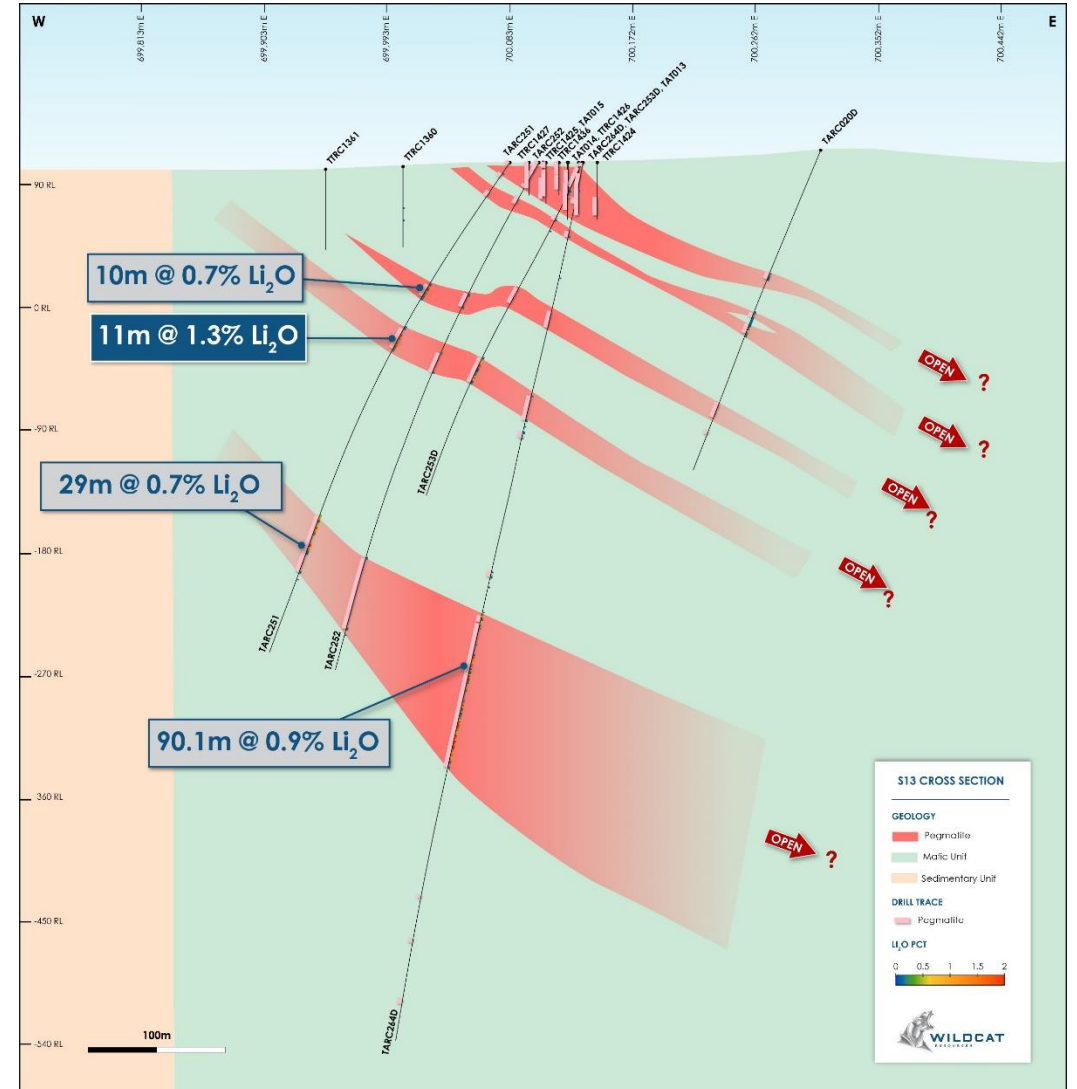 W
E
699,813m E
699,903m E
699,993m E
700,083m E
700,172m E
700,262m E
700,352m E
700,442m E
TTRC1361
TTRC1360
TARC251
TTRC1427
TARC252
TTRC1425, TAT015
TTRC1436
TAT014, TTRC1426
TARC264D, TARC253D, TAT013
TTRC1424
TARC020D
90 RL
0 RL
-90 RL
-180 RL
-270 RL
-360 RL
-450 RL
-540 RL
10m @ 0.7% Li₂O
11m @ 1.3% Li₂O
29m @ 0.7% Li₂O
90.1m @ 0.9% Li₂O
TARC253D
TARC251
TARC252
TARC264D
OPEN ?
OPEN ?
OPEN ?
OPEN ?
OPEN ?
100m
S13 CROSS SECTION
GEOLOGY
Pegmatite
Mafic Unit
Sedimentary Unit
DRILL TRACE
Pegmatite
LI₂O PCT
0 0.5 1 1.5 2
WILDCAT
RESOURCES